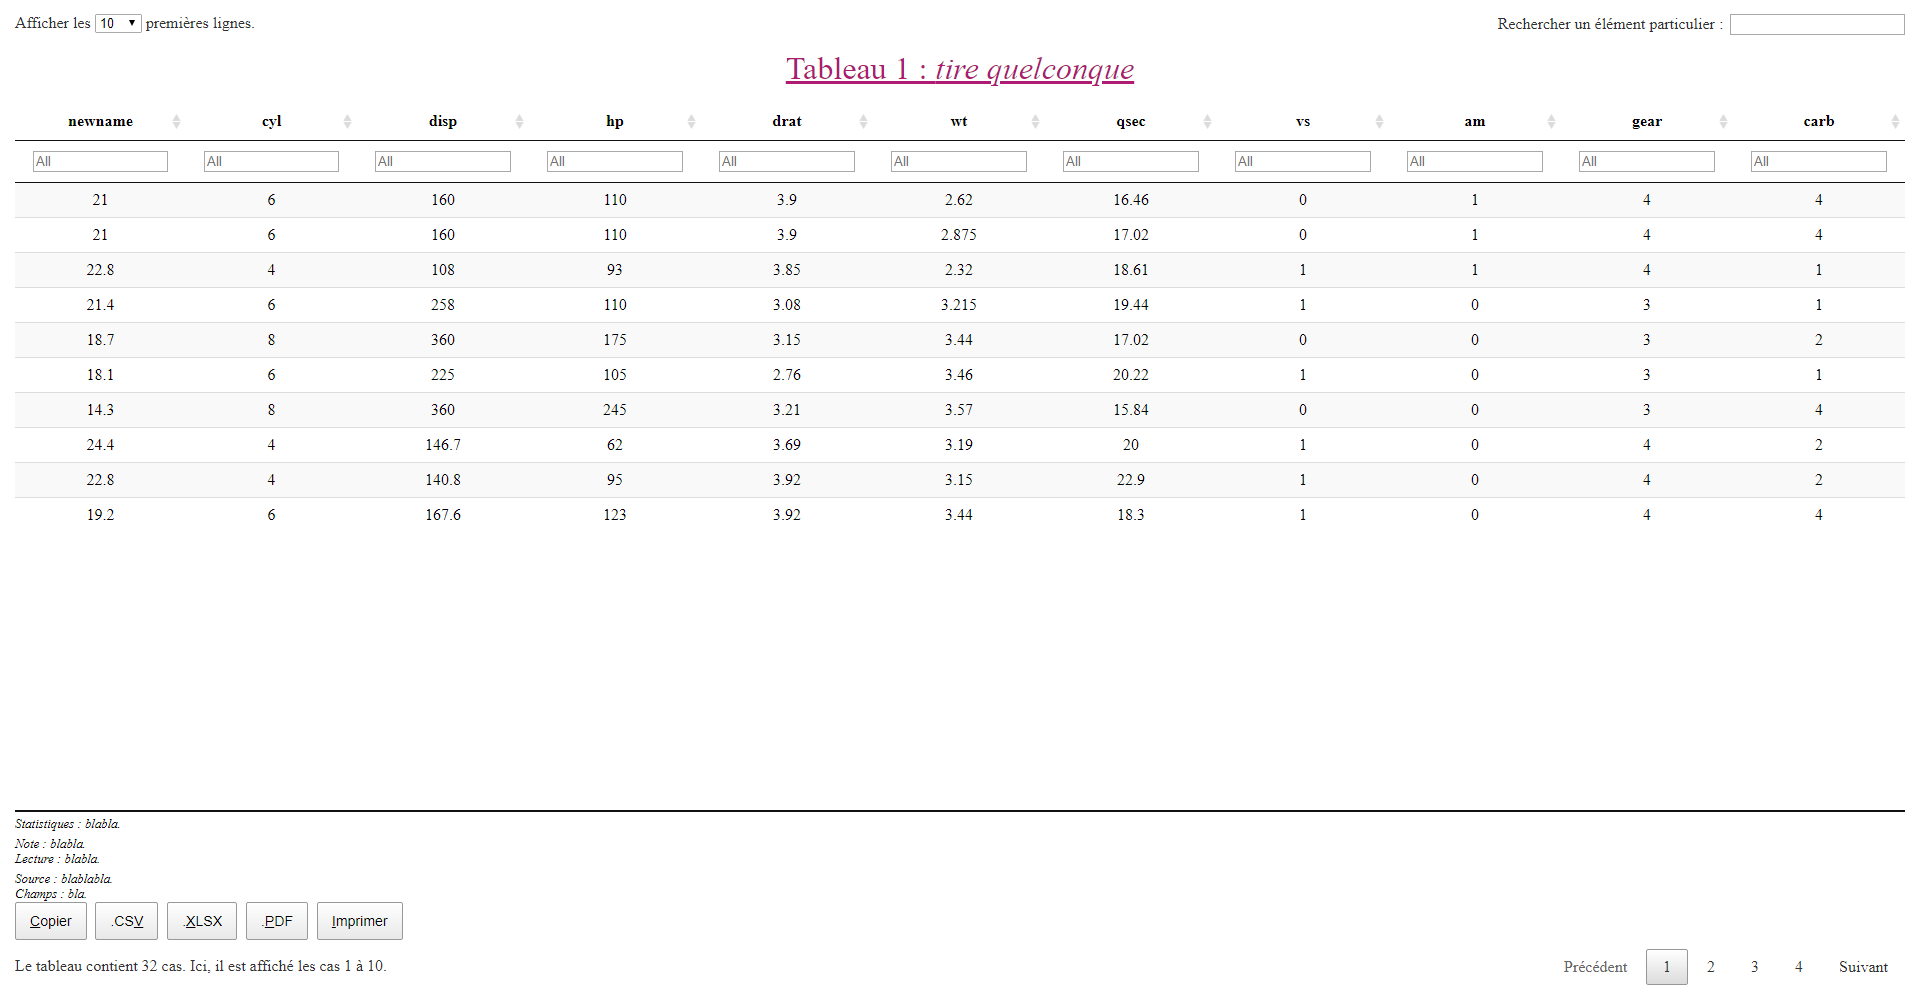 Afficher les 10 premières lignes. Rechercher un élément particulier :
Tableau 1 : tire quelconque
newname cyl disp hp drat wt qsec vs am gear carb
All All All All All All All All All All All
21 6 160 110 3.9 2.62 16.46 0 1 4 4
21 6 160 110 3.9 2.875 17.02 0 1 4 4
22.8 4 108 93 3.85 2.32 18.61 1 1 4 1
21.4 6 258 110 3.08 3.215 19.44 1 0 3 1
18.7 8 360 175 3.15 3.44 17.02 0 0 3 2
18.1 6 225 105 2.76 3.46 20.22 1 0 3 1
14.3 8 360 245 3.21 3.57 15.84 0 0 3 4
24.4 4 146.7 62 3.69 3.19 20 1 0 4 2
22.8 4 140.8 95 3.92 3.15 22.9 1 0 4 2
19.2 6 167.6 123 3.92 3.44 18.3 1 0 4 4
Statistiques : blabla.
Note : blabla.
Lecture : blabla.
Source : blablabla.
Champs : bla.
Copier .CSV .XLSX .PDF Imprimer
Le tableau contient 32 cas. Ici, il est affiché les cas 1 à 10. Précédent 1 2 3 4 Suivant